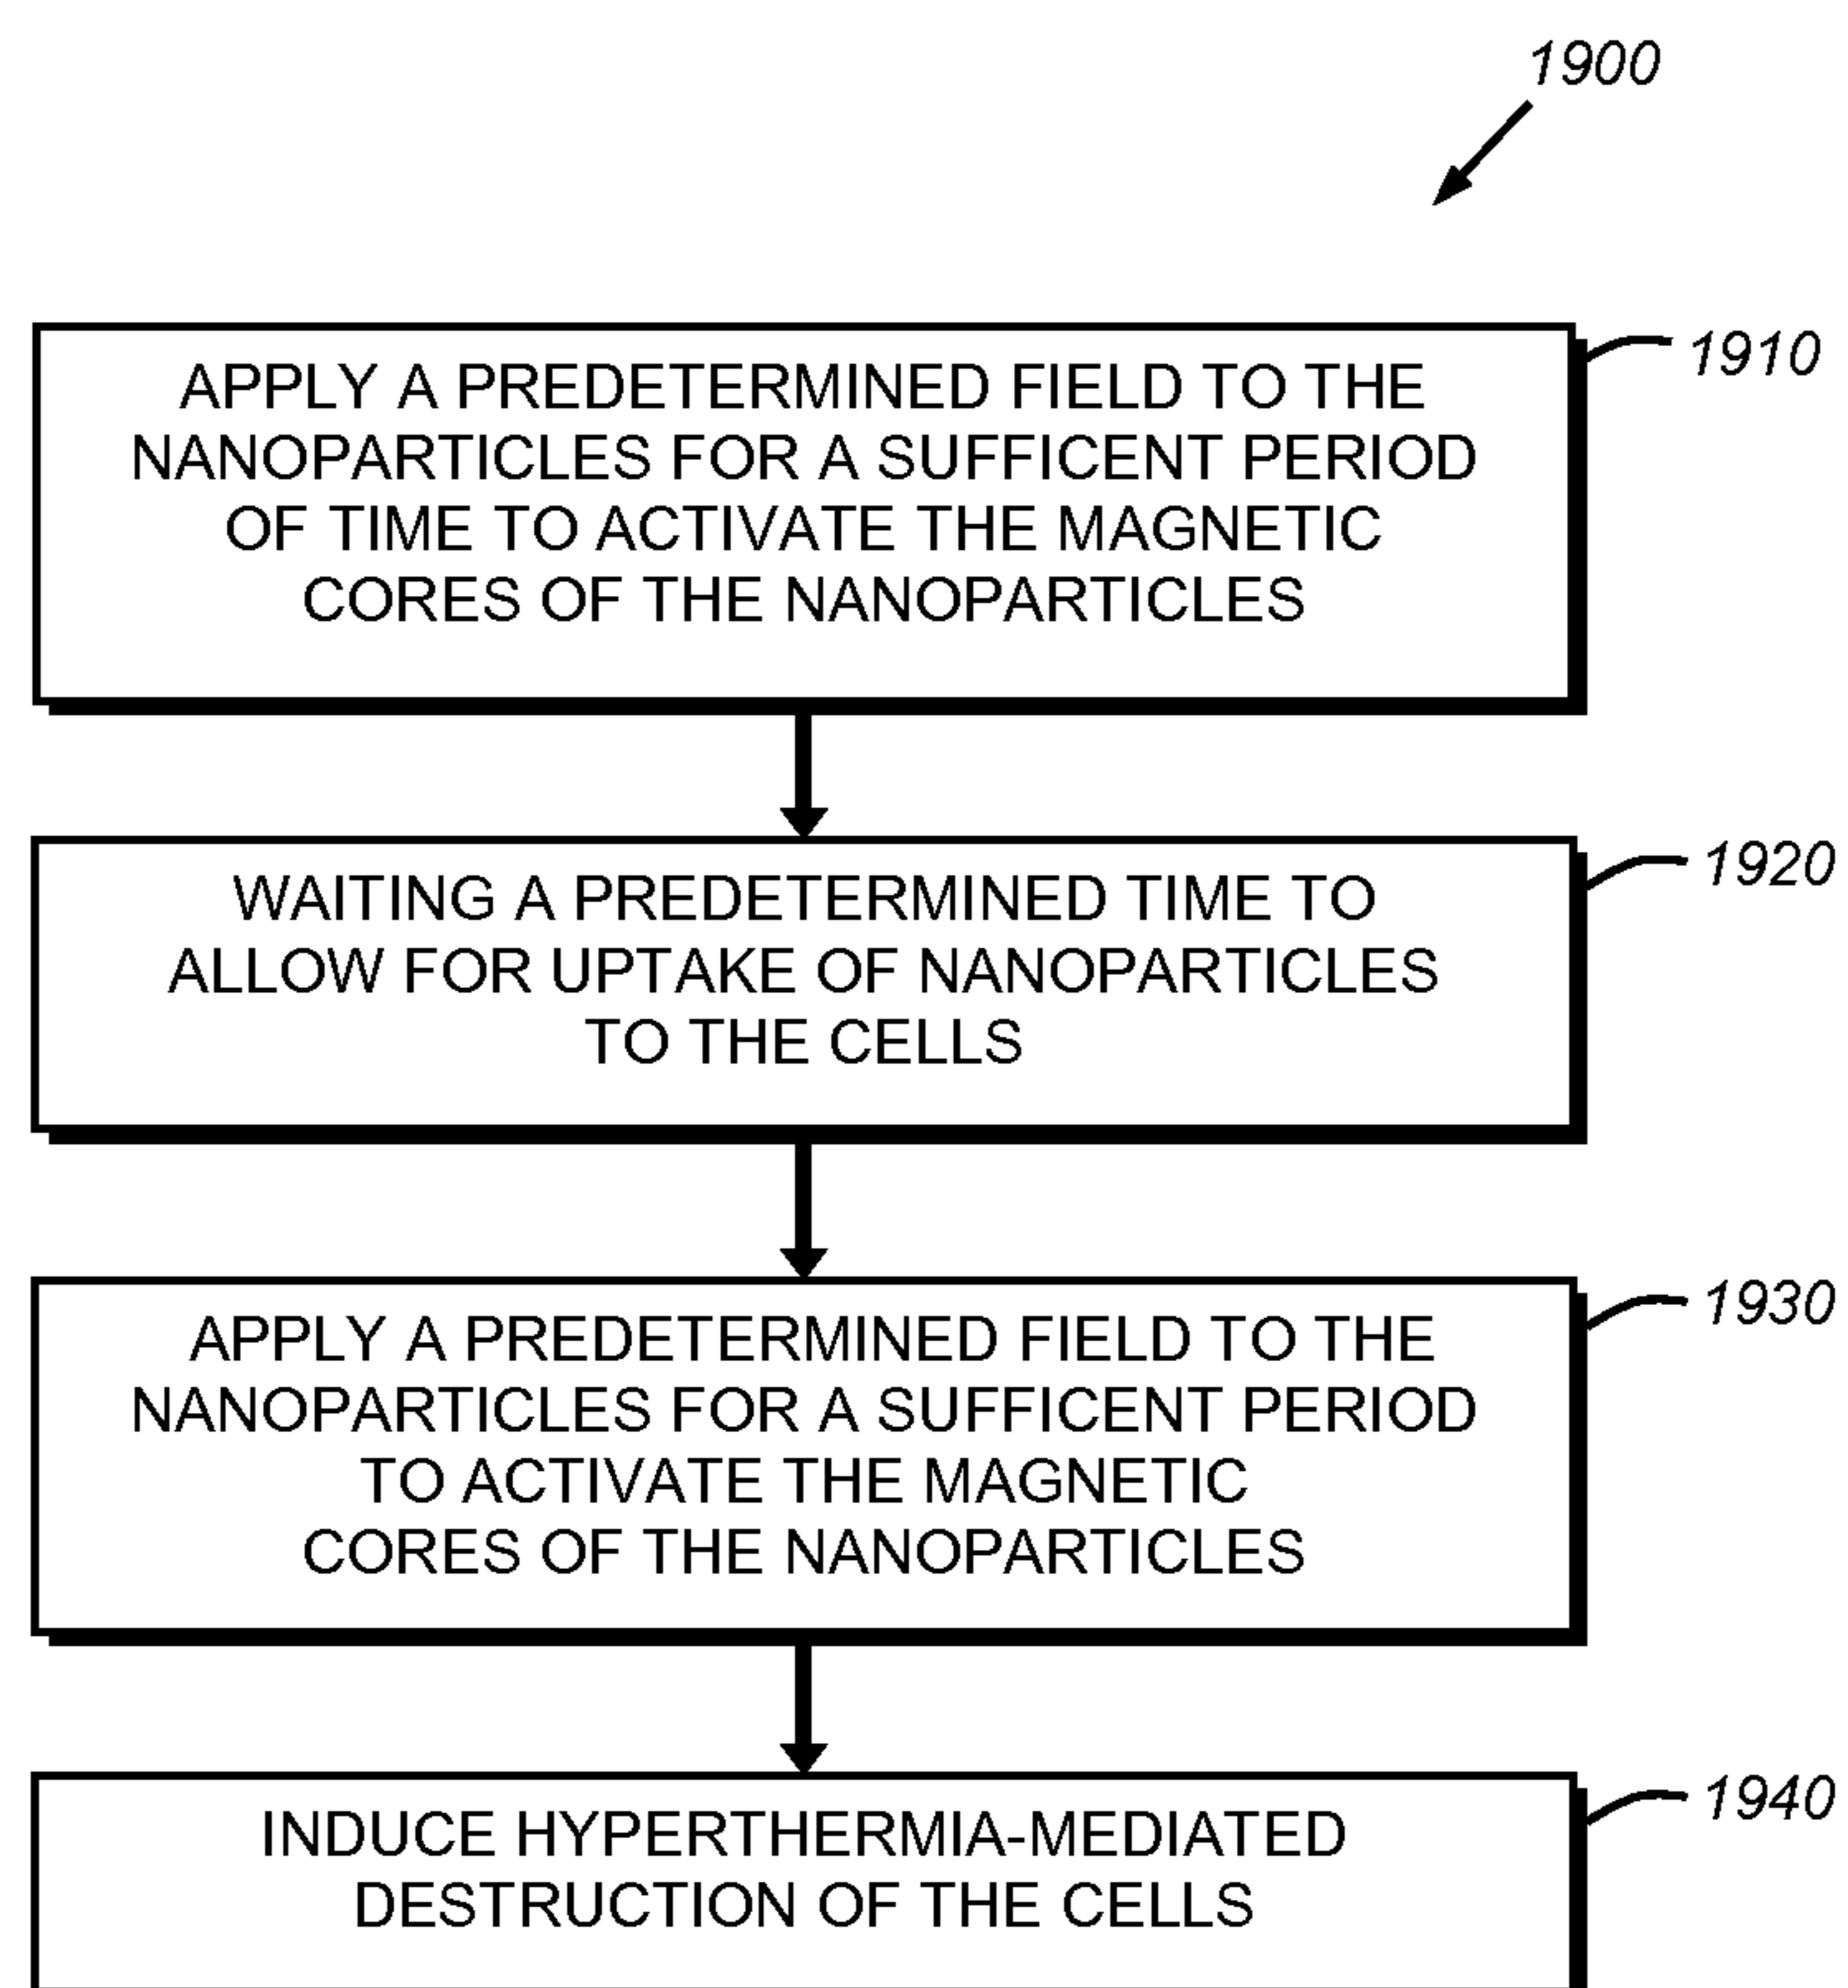 1900
APPLY A PREDETERMINED FIELD TO THE
NANOPARTICLES FOR A SUFFICENT PERIOD
OF TIME TO ACTIVATE THE MAGNETIC
CORES OF THE NANOPARTICLES
1910
WAITING A PREDETERMINED TIME TO
ALLOW FOR UPTAKE OF NANOPARTICLES
TO THE CELLS
1920
APPLY A PREDETERMINED FIELD TO THE
NANOPARTICLES FOR A SUFFICENT PERIOD
TO ACTIVATE THE MAGNETIC
CORES OF THE NANOPARTICLES
1930
INDUCE HYPERTHERMIA-MEDIATED
DESTRUCTION OF THE CELLS
1940